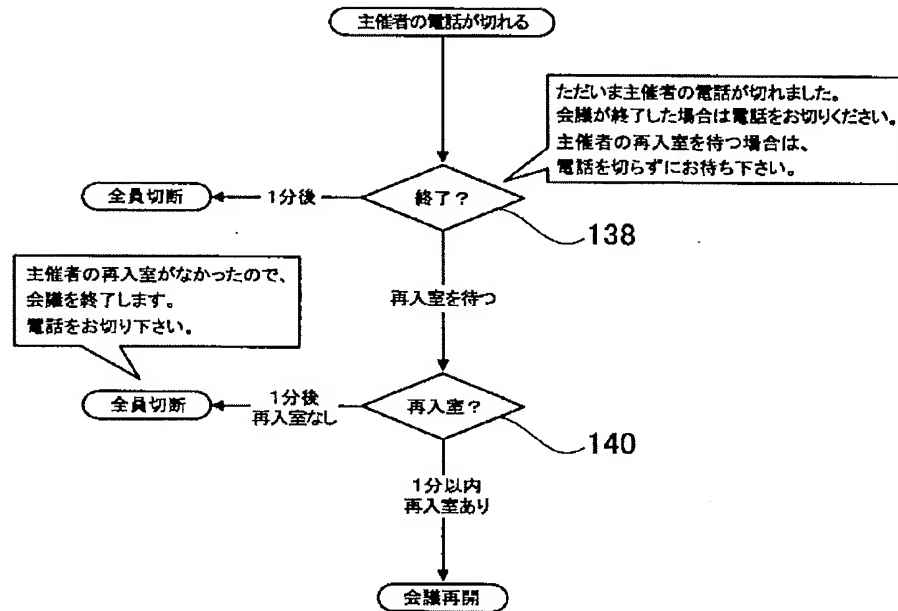 主催者の電話が切れる
ただいま主催者の電話が切れました。
会議が終了した場合は電話をお切りください。
主催者の再入室を待つ場合は、
電話を切らずにお待ち下さい。
全員切断
1分後
終了?
138
主催者の再入室がなかったので、
会議を終了します。
電話をお切り下さい。
再入室を待つ
全員切断
1分後
再入室なし
再入室?
140
1分以内
再入室あり
会議再開